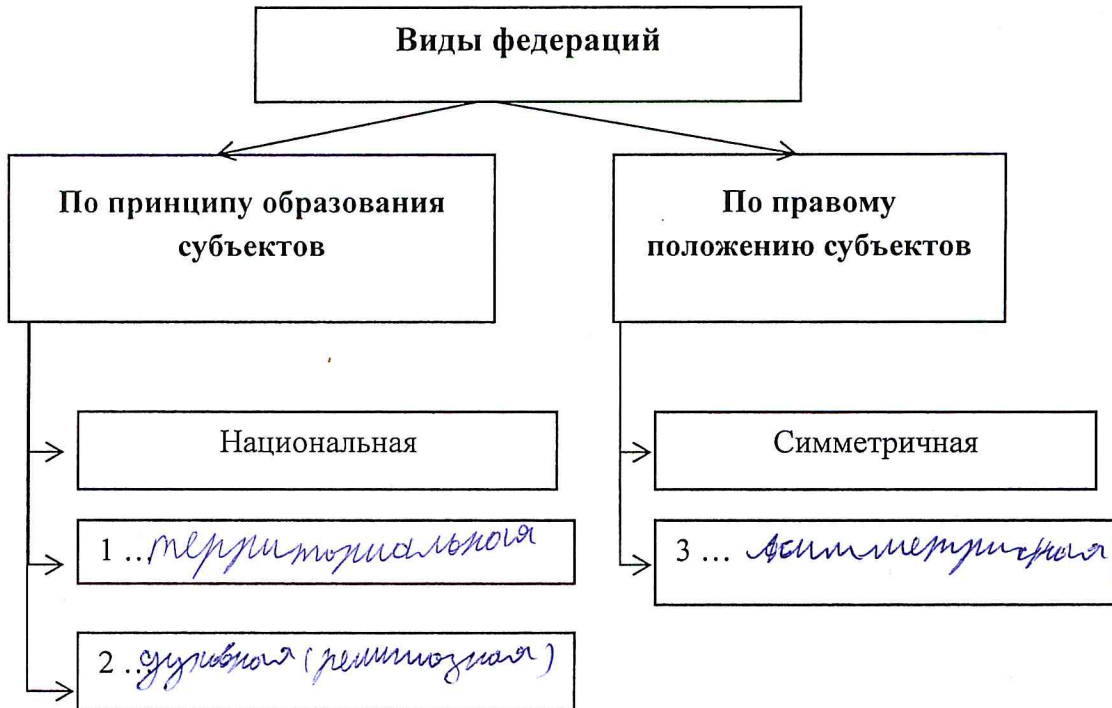 Виды федераций
По принципу образования
субъектов
По правому
положению субъектов
Национальная
Симметричная
1 ... территориальная
3 ... асимметричная
2 ... духовная (религиозная)